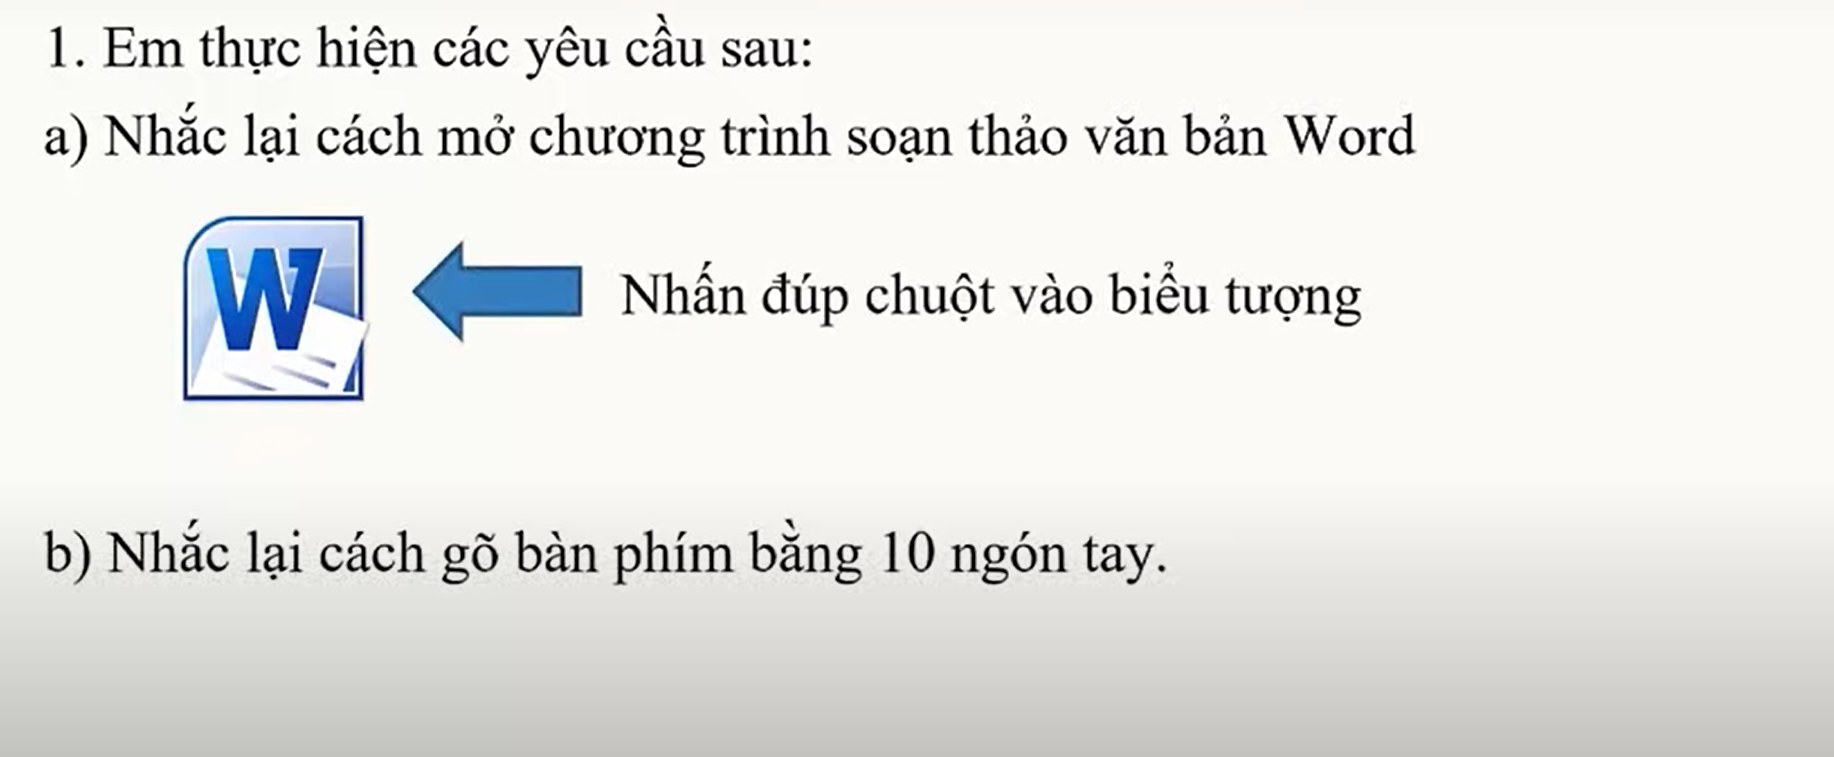 1. Em thực hiện các yêu cầu sau:
a) Nhắc lại cách mở chương trình soạn thảo văn bản Word
W
Nhấn đúp chuột vào biểu tượng
b) Nhắc lại cách gõ bàn phím bằng 10 ngón tay.